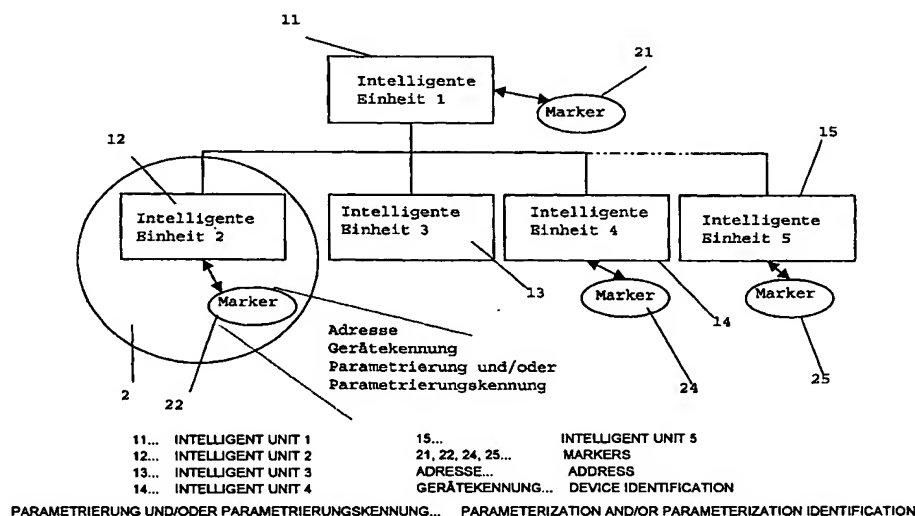 11
Intelligente
Einheit 1
21
Marker
12
15
Intelligente
Einheit 2
Intelligente
Einheit 3
Intelligente
Einheit 4
Intelligente
Einheit 5
Marker
13
Marker
14
Marker
Adresse
Gerätekennung
Parametrierung und/oder
Parametrierungskennung
2
22
24
25
11... INTELLIGENT UNIT 1
12... INTELLIGENT UNIT 2
13... INTELLIGENT UNIT 3
14... INTELLIGENT UNIT 4
15... INTELLIGENT UNIT 5
21, 22, 24, 25... MARKERS
ADRESSE... ADDRESS
GERÄTEKENNUNG... DEVICE IDENTIFICATION
PARAMETRIERUNG UND/ODER PARAMETRIERUNGSKENNUNG... PARAMETERIZATION AND/OR PARAMETERIZATION IDENTIFICATION